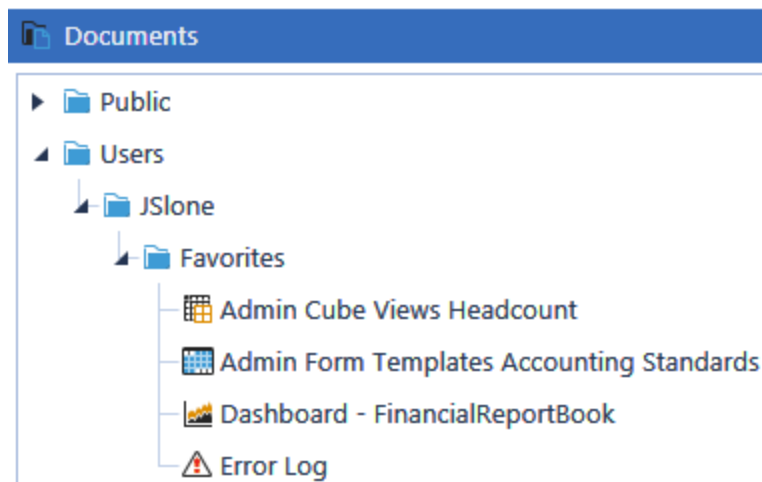 Documents
Public
Users
JSlone
Favorites
Admin Cube Views Headcount
Admin Form Templates Accounting Standards
Dashboard - FinancialReportBook
Error Log